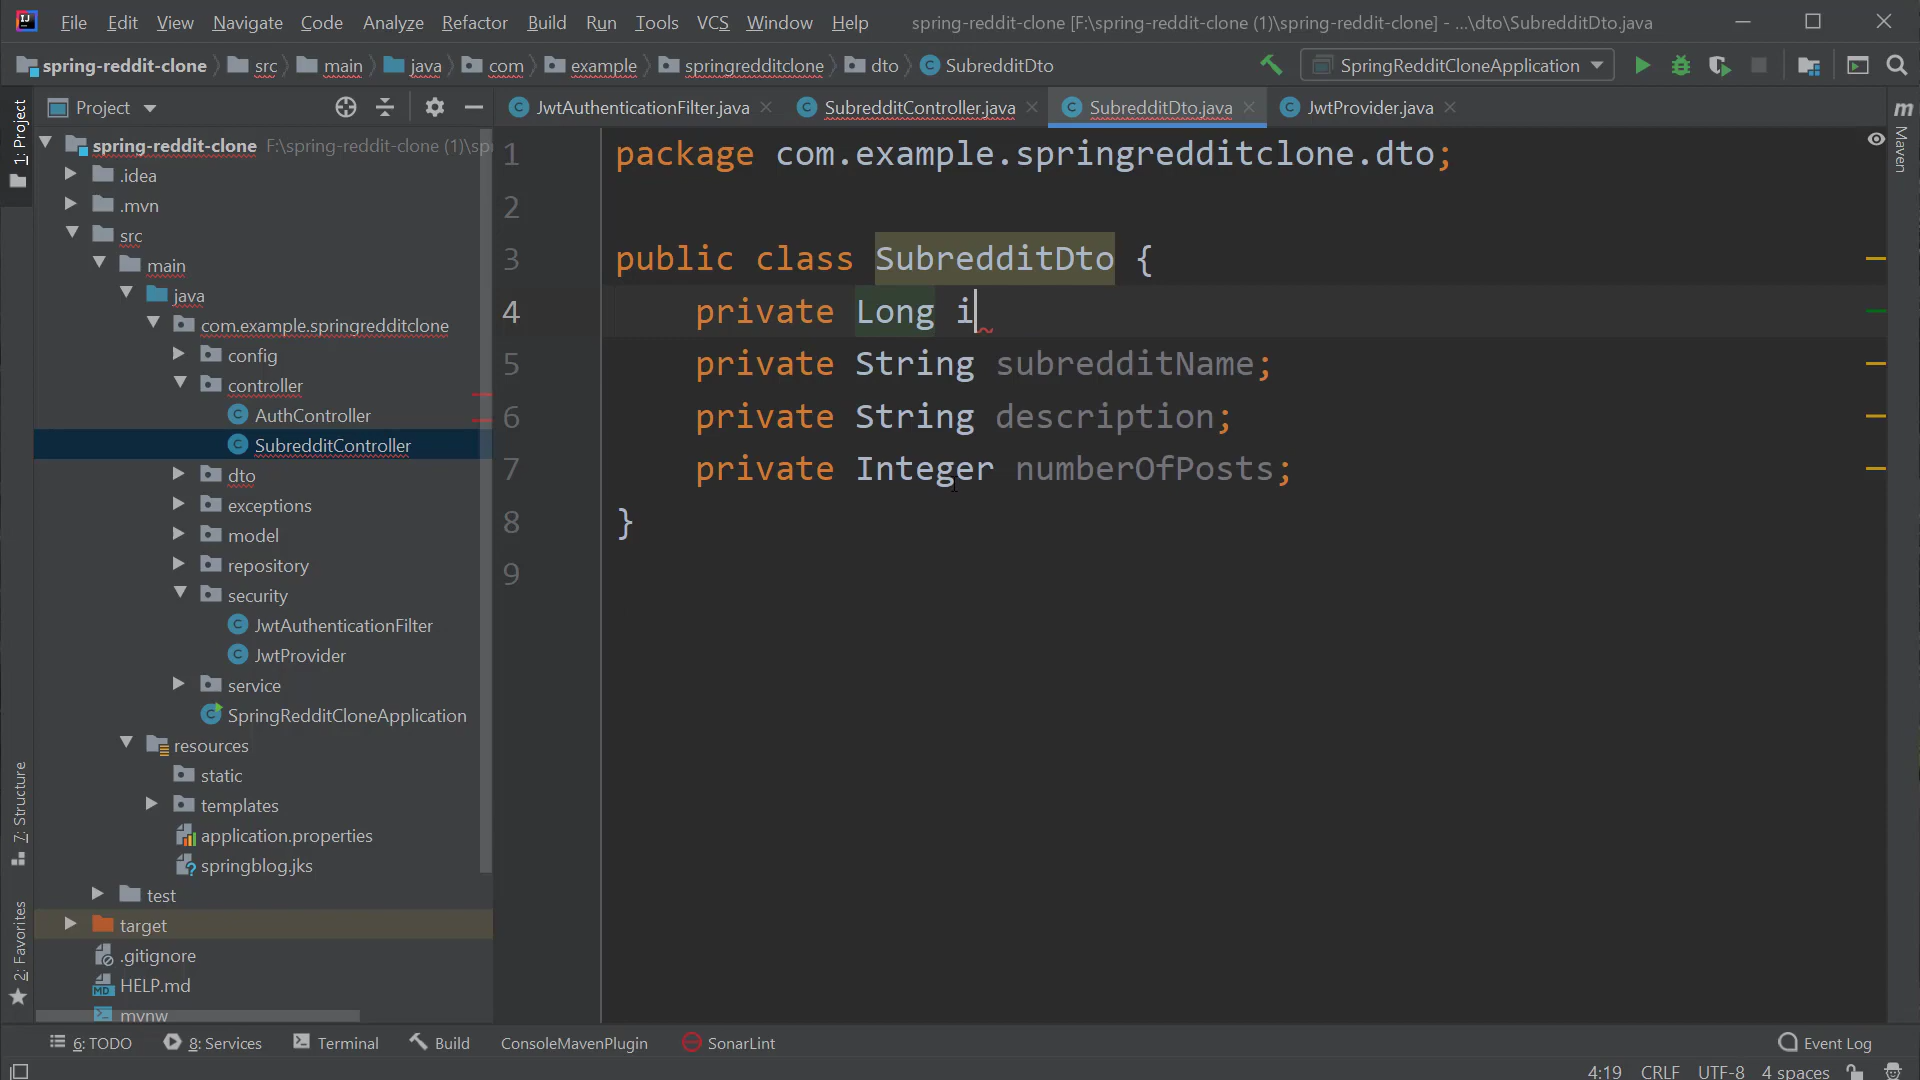 File Edit View Navigate Code Analyze Refactor Build Run Tools VCS Window Help spring-reddit-clone [F:\spring-reddit-clone (1)\spring-reddit-clone] - ...\dto\SubredditDto.java
spring-reddit-clone src main java com example springredditclone dto SubredditDto SpringRedditCloneApplication
Project JwtAuthenticationFilter.java SubredditController.java SubredditDto.java JwtProvider.java
1: Project
7: Structure
2: Favorites
Maven
spring-reddit-clone F:\spring-reddit-clone (1)\sp
.idea
.mvn
src
main
java
com.example.springredditclone
config
controller
AuthController
SubredditController
dto
exceptions
model
repository
security
JwtAuthenticationFilter
JwtProvider
service
SpringRedditCloneApplication
resources
static
templates
application.properties
springblog.jks
test
target
.gitignore
HELP.md
mvnw
1 package com.example.springredditclone.dto;
2
3 public class SubredditDto {
4 private Long i
5 private String subredditName;
6 private String description;
7 private Integer numberOfPosts;
8 }
9
6: TODO 8: Services Terminal Build ConsoleMavenPlugin SonarLint Event Log
4:19 CRLF UTF-8 4 spaces